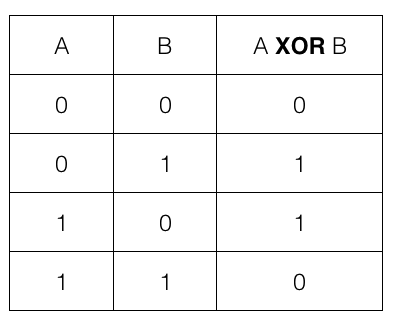 A B A XOR B
0 0 0
0 1 1
1 0 1
1 1 0